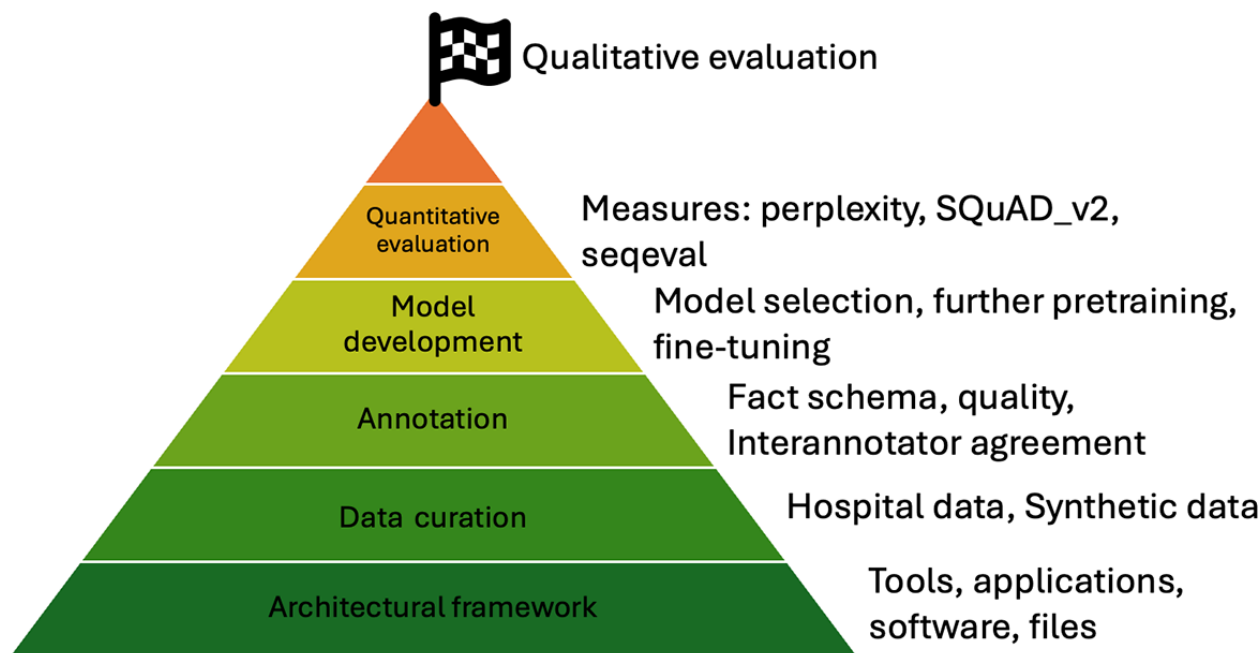 Qualitative evaluation
Quantitative
evaluation
Measures: perplexity, SQuAD_v2,
seqeval
Model
development
Model selection, further pretraining,
fine-tuning
Annotation
Fact schema, quality,
Interannotator agreement
Data curation
Hospital data, Synthetic data
Architectural framework
Tools, applications,
software, files